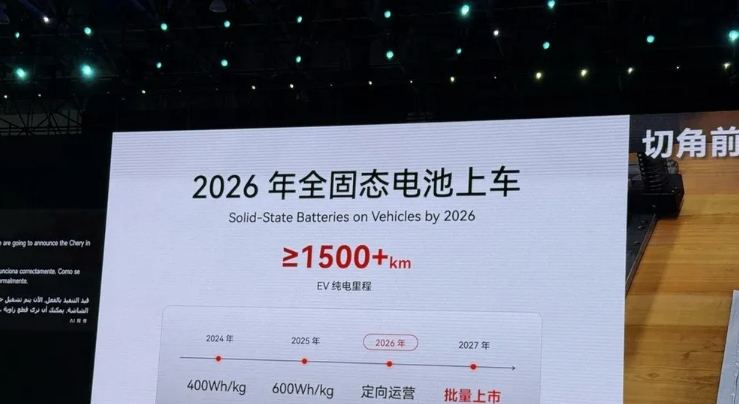 切角前
2026 年全固态电池上车
Solid-State Batteries on Vehicles by 2026
≥1500+km
EV 纯电里程
2024 年
2025 年
2026 年
2027 年
400Wh/kg
600Wh/kg
定向运营
批量上市
are going to announce the Chery in
funciona correctamente. Como se
ormalmente.